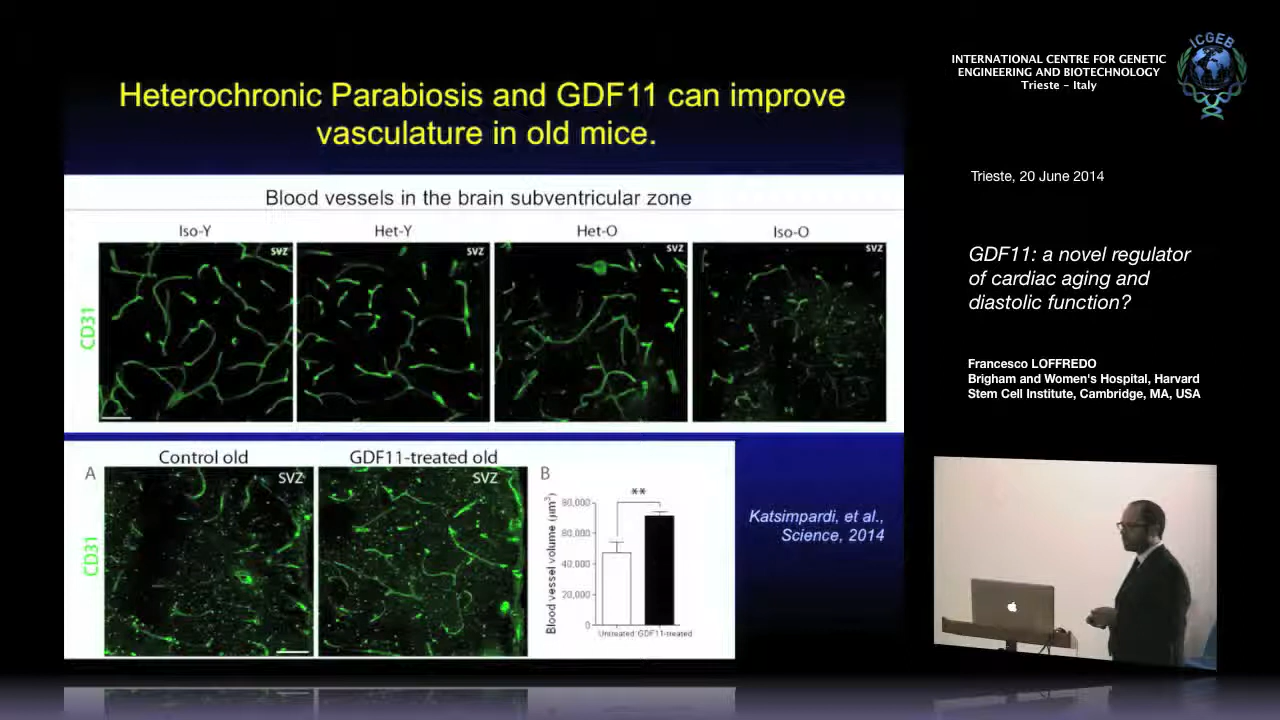 Heterochronic Parabiosis and GDF11 can improve
vasculature in old mice.
Blood vessels in the brain subventricular zone
Iso-Y
Het-Y
Het-O
Iso-O
SVZ
SVZ
SVZ
SVZ
CD31
A
Control old
GDF11-treated old
SVZ
SVZ
CD31
B
**
Blood vessel volume (µm³)
80,000
60,000
40,000
20,000
0
Untreated
GDF11-treated
Katsimpardi, et al.,
Science, 2014
INTERNATIONAL CENTRE FOR GENETIC
ENGINEERING AND BIOTECHNOLOGY
Trieste - Italy
ICGEB
Trieste, 20 June 2014
GDF11: a novel regulator
of cardiac aging and
diastolic function?
Francesco LOFFREDO
Brigham and Women's Hospital, Harvard
Stem Cell Institute, Cambridge, MA, USA